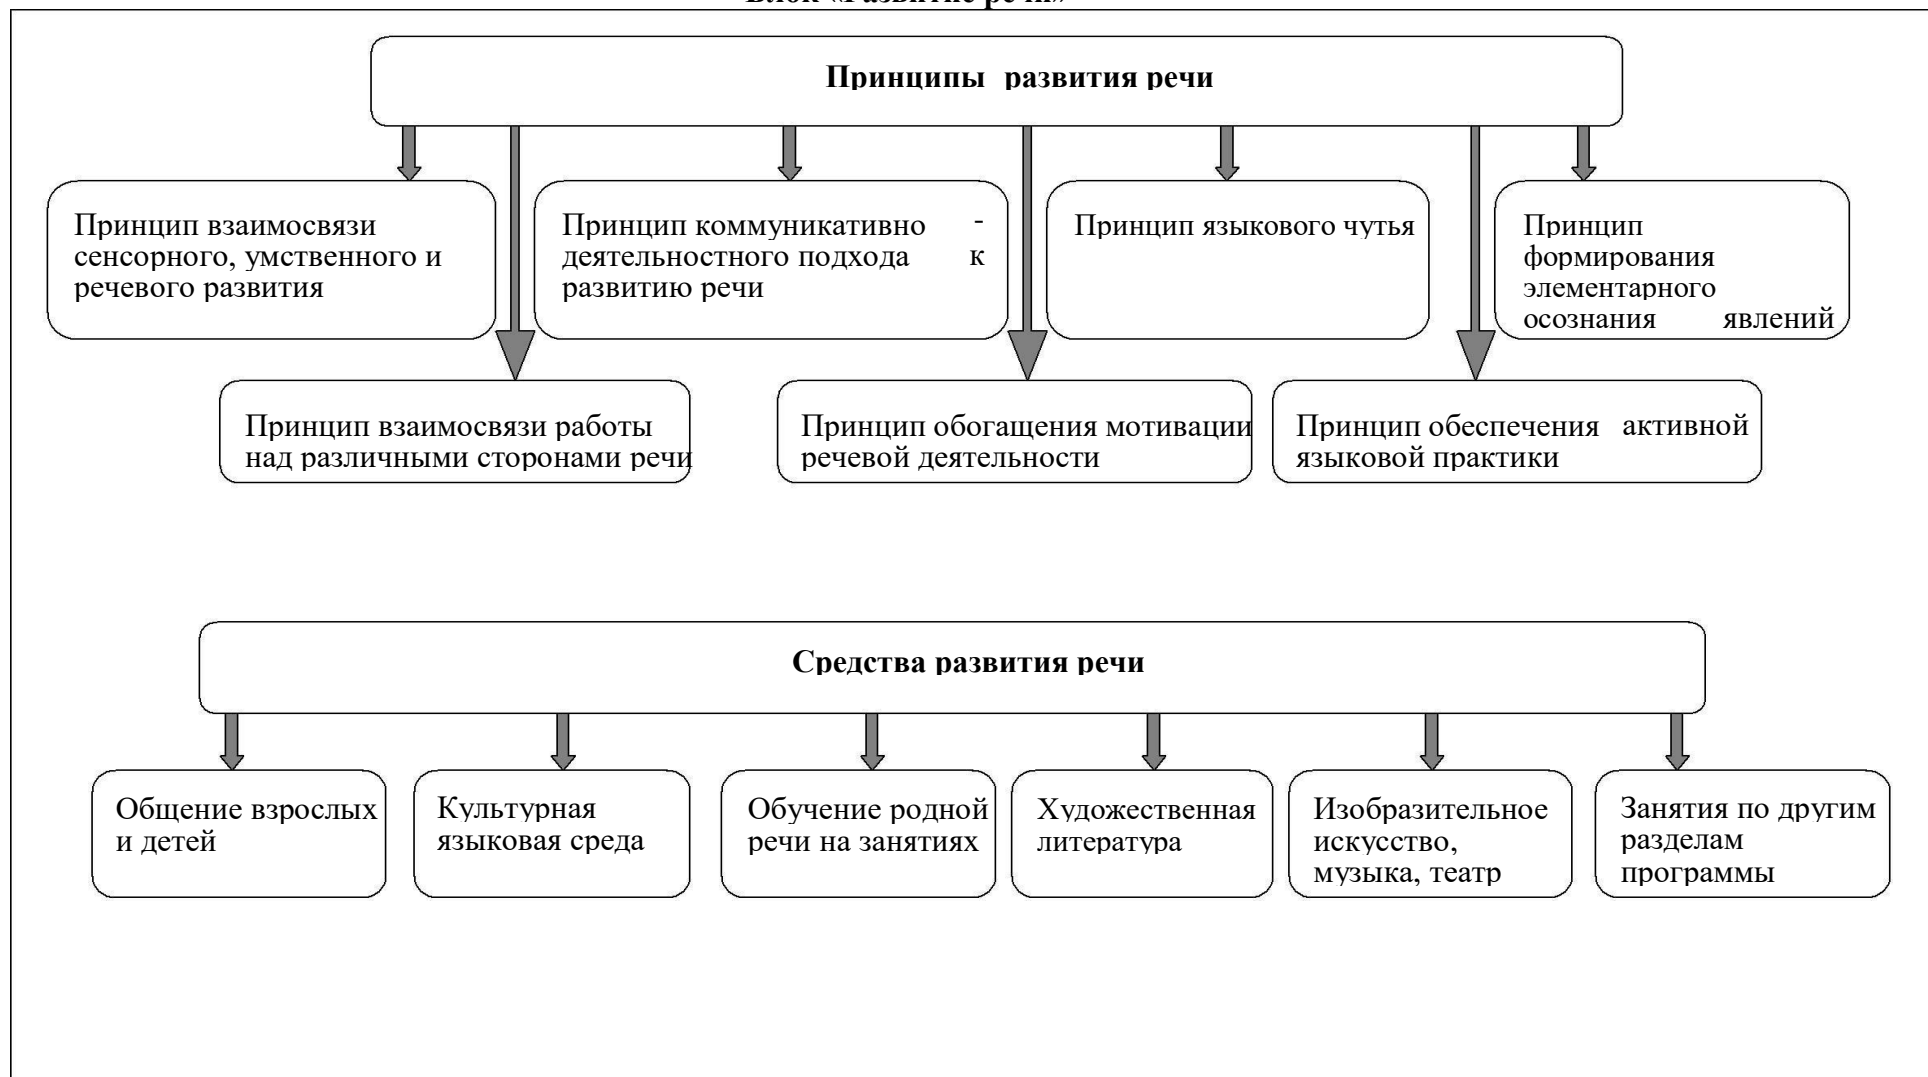 Блок «Развитие речи»
Принципы развития речи
Принцип взаимосвязи
сенсорного, умственного и
речевого развития
Принцип коммуникативно -
деятельностного подхода к
развитию речи
Принцип языкового чутья
Принцип
формирования
элементарного
осознания явлений
Принцип взаимосвязи работы
над различными сторонами речи
Принцип обогащения мотивации
речевой деятельности
Принцип обеспечения активной
языковой практики
Средства развития речи
Общение взрослых
и детей
Культурная
языковая среда
Обучение родной
речи на занятиях
Художественная
литература
Изобразительное
искусство,
музыка, театр
Занятия по другим
разделам
программы